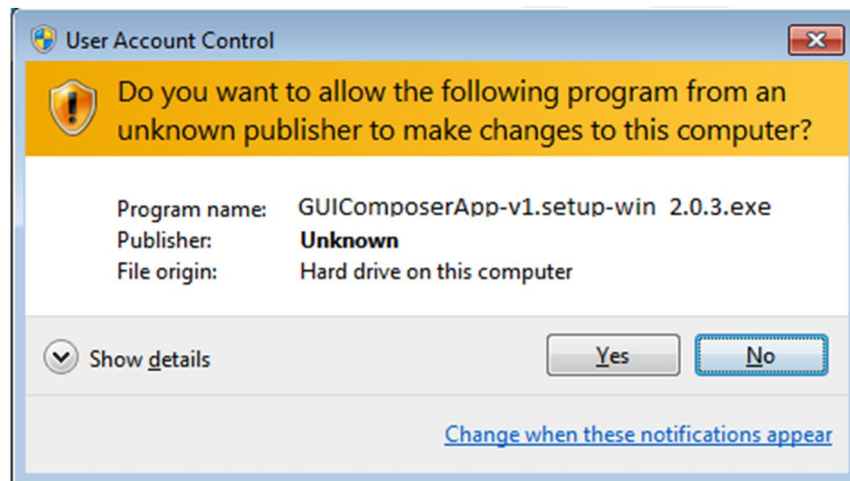 User Account Control
Do you want to allow the following program from an
unknown publisher to make changes to this computer?
Program name: GUIComposerApp-v1.setup-win 2.0.3.exe
Publisher: Unknown
File origin: Hard drive on this computer
Show details Yes No
Change when these notifications appear